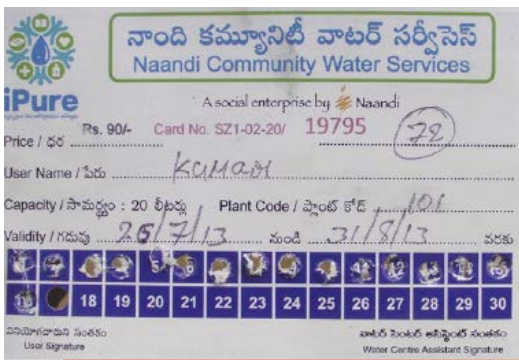 నాంది కమ్యూనిటీ వాటర్ సర్వీసెస్
Naandi Community Water Services
iPure
A social enterprise by Naandi
Price / ధర Rs. 90/- Card No. SZ1-02-20/ 19795 72
User Name / పేరు Kumari
Capacity / సామర్థ్యం : 20 లీటర్లు Plant Code / ప్లాంట్ కోడ్ 101
Validity / గడువు 26/7/13 నుండి 31/8/13 వరకు
18 19 20 21 22 23 24 25 26 27 28 29 30
వినియోగదారుని సంతకం వాటర్ సెంటర్ అసిస్టెంట్ సంతకం
User Signature Water Centre Assistant Signature